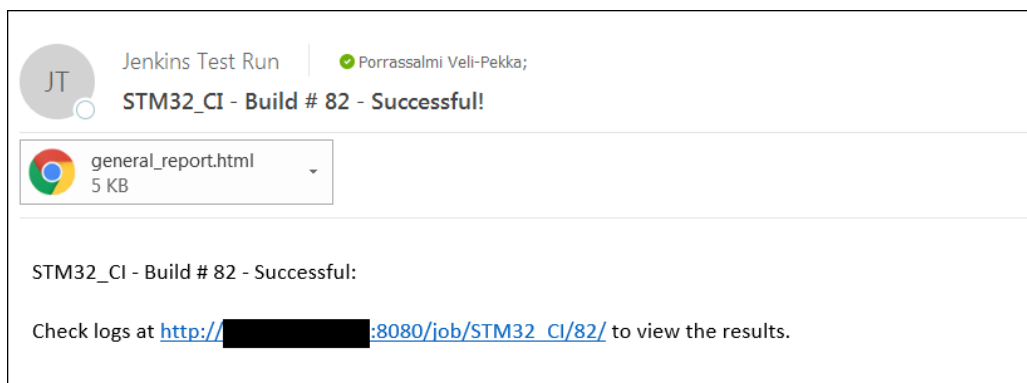 Jenkins Test Run
Porrassalmi Veli-Pekka;
JT
STM32_CI - Build # 82 - Successful!
general_report.html
5 KB
STM32_CI - Build # 82 - Successful:
Check logs at http:// :8080/job/STM32_CI/82/ to view the results.